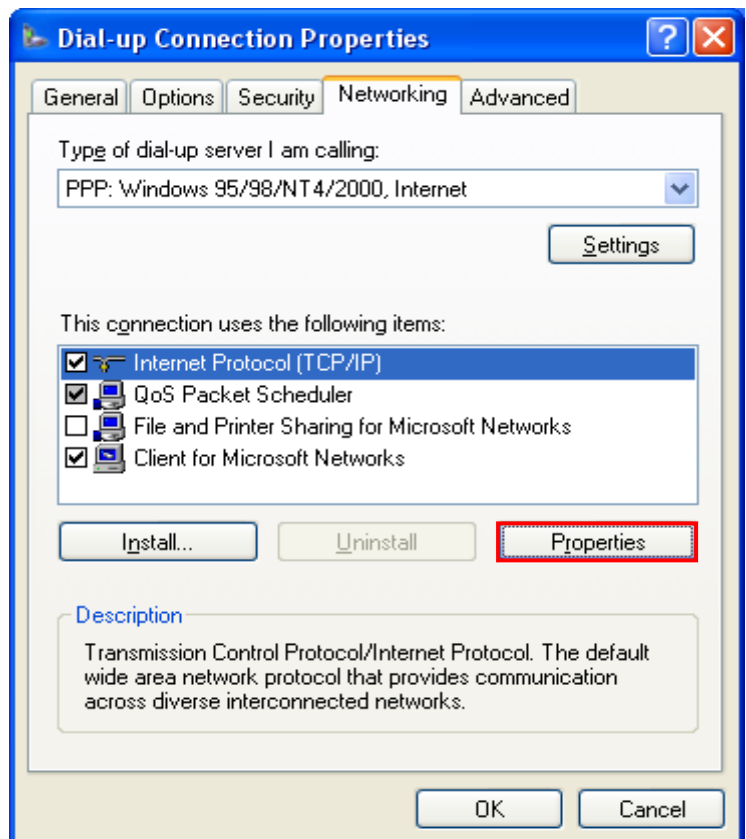 Dial-up Connection Properties
General Options Security Networking Advanced
Type of dial-up server I am calling:
PPP: Windows 95/98/NT4/2000, Internet
Settings
This connection uses the following items:
Internet Protocol (TCP/IP)
QoS Packet Scheduler
File and Printer Sharing for Microsoft Networks
Client for Microsoft Networks
Install... Uninstall Properties
Description
Transmission Control Protocol/Internet Protocol. The default
wide area network protocol that provides communication
across diverse interconnected networks.
OK Cancel